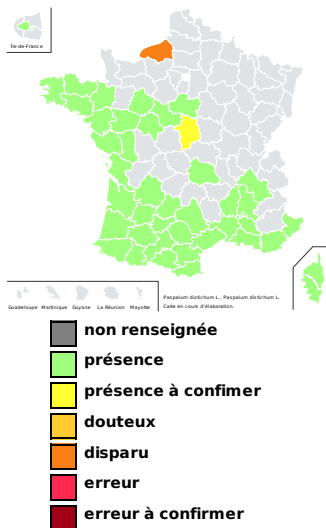 Île-de-France
Guadeloupe Martinique Guyane La Réunion Mayotte
Paspalum distichum L., Paspalum distichum L.
Carte en cours d'élaboration.
non renseignée
présence
présence à confimer
douteux
disparu
erreur
erreur à confirmer